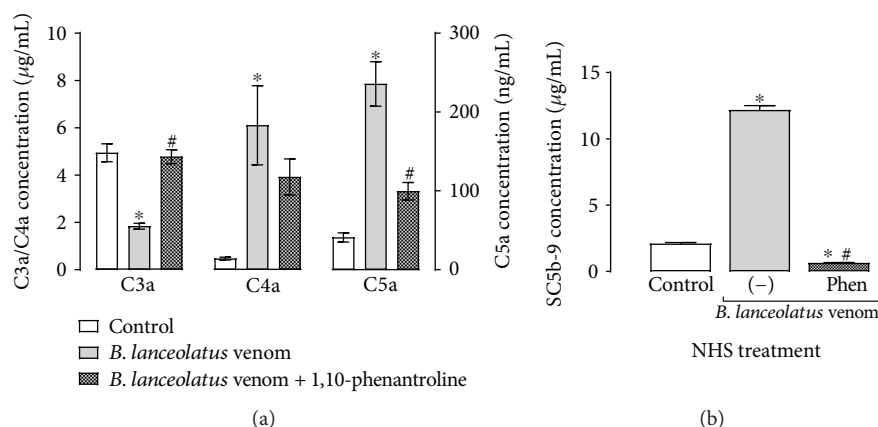 C3a/C4a concentration (μg/mL)
10
8
6
4
2
0
*
#
*
*
#
C3a
C4a
C5a
300
200
100
0
C5a concentration (ng/mL)
Control
B. lanceolatus venom
B. lanceolatus venom + 1,10-phenantroline
(a)
SC5b-9 concentration (μg/mL)
15
10
5
0
*
* #
Control
(−)
Phen
B. lanceolatus venom
NHS treatment
(b)